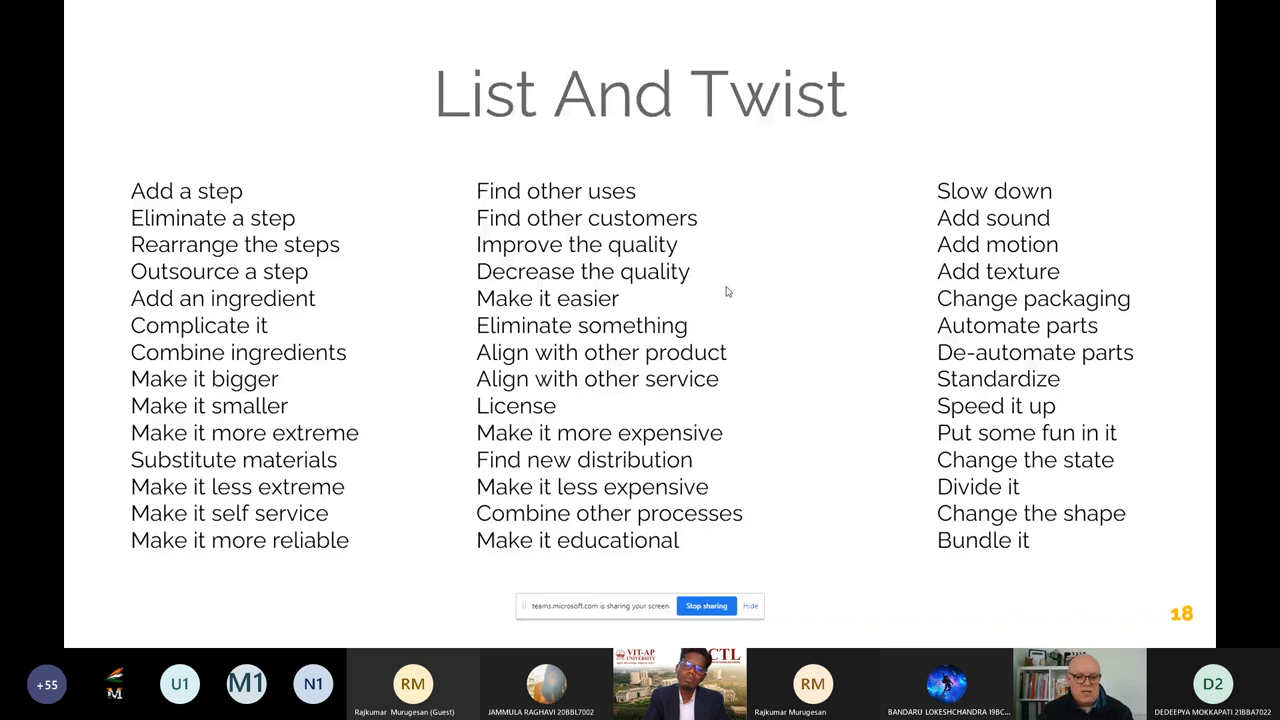 List And Twist
Add a step
Eliminate a step
Rearrange the steps
Outsource a step
Add an ingredient
Complicate it
Combine ingredients
Make it bigger
Make it smaller
Make it more extreme
Substitute materials
Make it less extreme
Make it self service
Make it more reliable
Find other uses
Find other customers
Improve the quality
Decrease the quality
Make it easier
Eliminate something
Align with other product
Align with other service
License
Make it more expensive
Find new distribution
Make it less expensive
Combine other processes
Make it educational
Slow down
Add sound
Add motion
Add texture
Change packaging
Automate parts
De-automate parts
Standardize
Speed it up
Put some fun in it
Change the state
Divide it
Change the shape
Bundle it
teams.microsoft.com is sharing your screen.
Stop sharing
Hide
18
+55
M
U1
M1
N1
RM
Rajkumar Murugesan (Guest)
JAMMULA RAGHAVI 20BBL7002
VIT-AP
UNIVERSITY
CTL
RM
Rajkumar Murugesan
BANDARU LOKESHCHANDRA 19BC...
D2
DEDEEPYA MOKKAPATI 21BBA7022